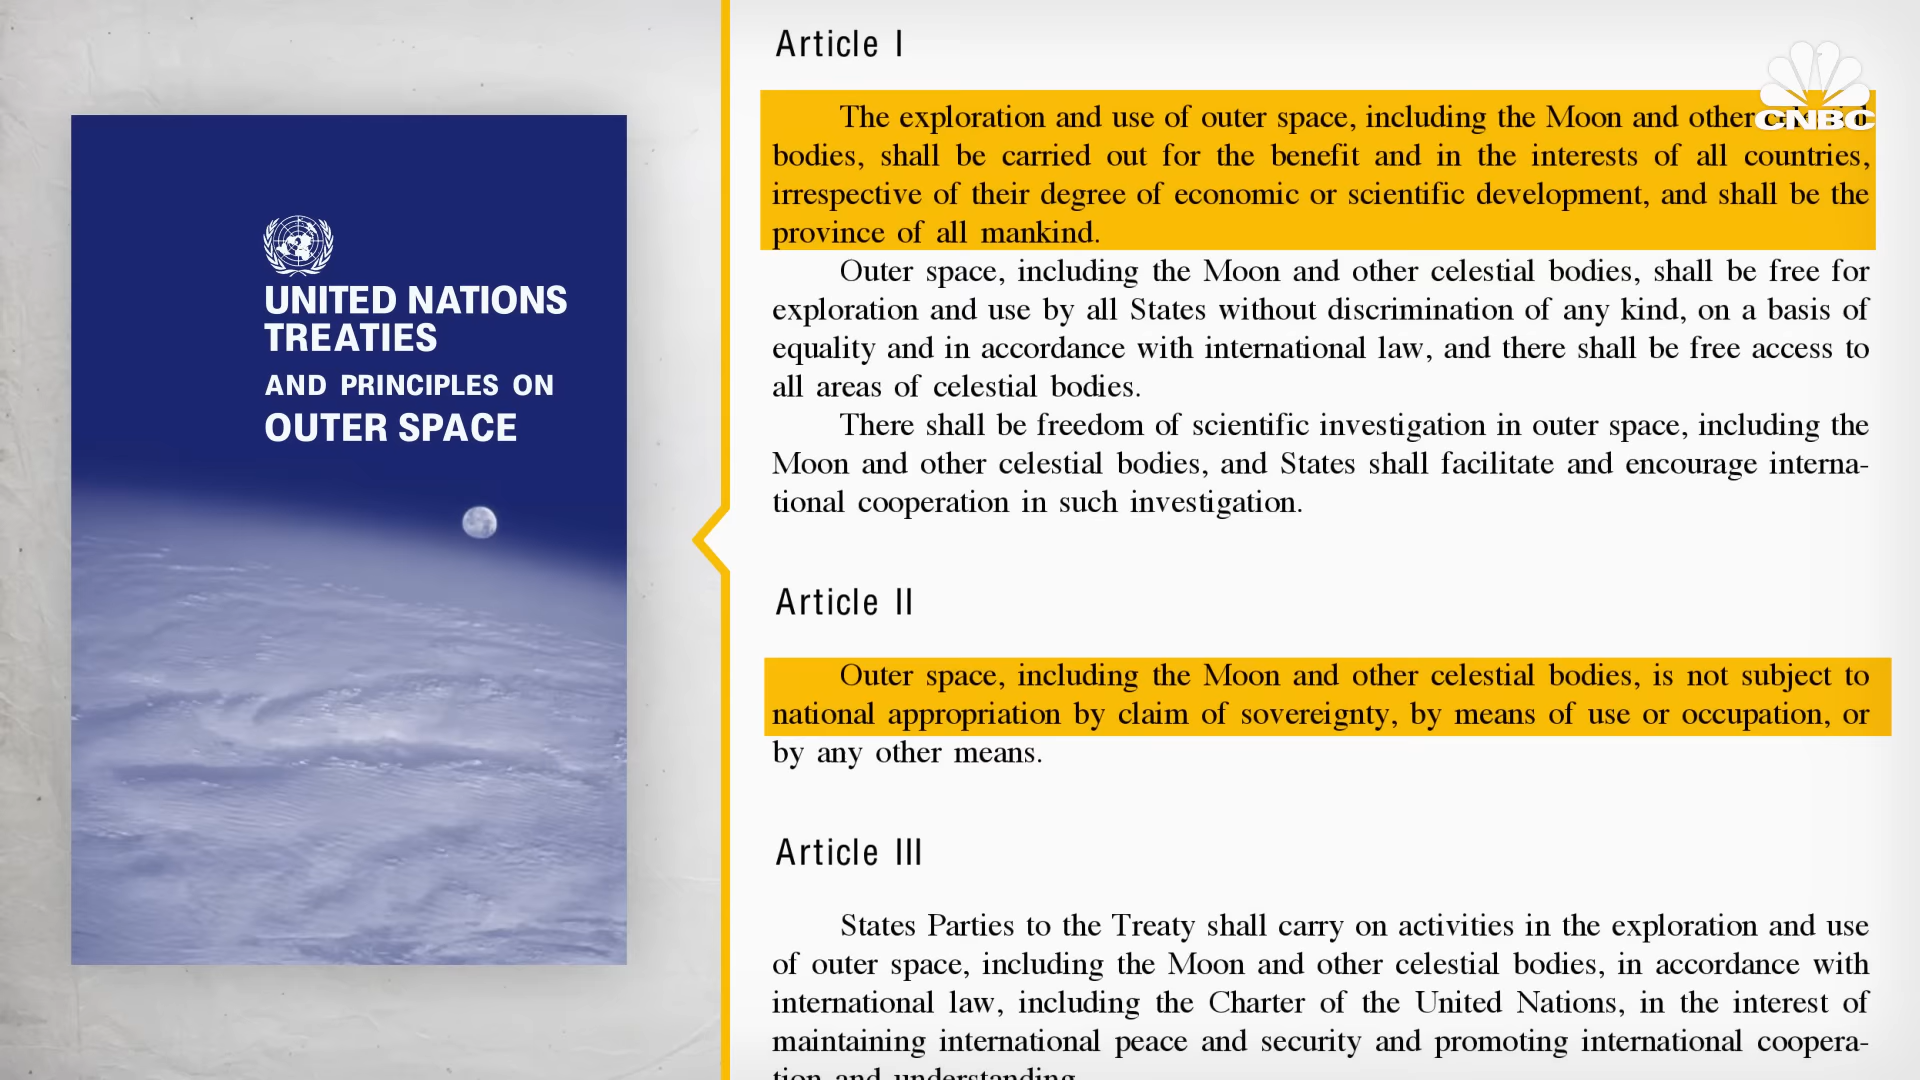 UNITED NATIONS
TREATIES
AND PRINCIPLES ON
OUTER SPACE
Article I
The exploration and use of outer space, including the Moon and other celestial
bodies, shall be carried out for the benefit and in the interests of all countries,
irrespective of their degree of economic or scientific development, and shall be the
province of all mankind.
Outer space, including the Moon and other celestial bodies, shall be free for
exploration and use by all States without discrimination of any kind, on a basis of
equality and in accordance with international law, and there shall be free access to
all areas of celestial bodies.
There shall be freedom of scientific investigation in outer space, including the
Moon and other celestial bodies, and States shall facilitate and encourage interna-
tional cooperation in such investigation.
Article II
Outer space, including the Moon and other celestial bodies, is not subject to
national appropriation by claim of sovereignty, by means of use or occupation, or
by any other means.
Article III
States Parties to the Treaty shall carry on activities in the exploration and use
of outer space, including the Moon and other celestial bodies, in accordance with
international law, including the Charter of the United Nations, in the interest of
maintaining international peace and security and promoting international coopera-
tion and understanding.
CNBC